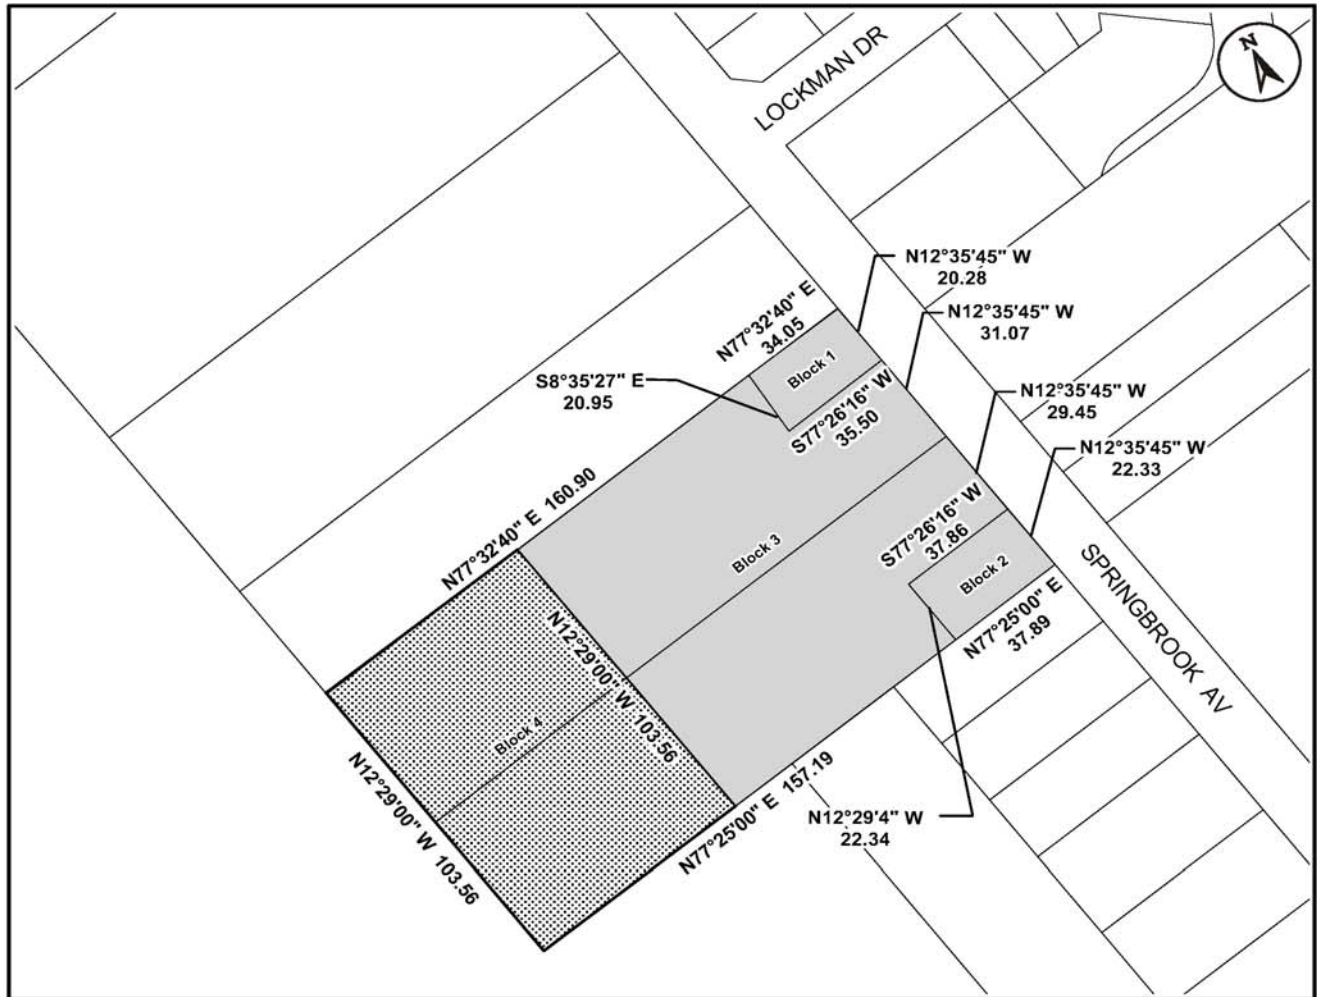 N
LOCKMAN DR
N12°35'45" W
20.28
N12°35'45" W
31.07
N77°32'40" E
34.05
Block 1
S8°35'27" E
20.95
S77°26'16" W
35.50
N12°35'45" W
29.45
N12°35'45" W
22.33
N77°32'40" E 160.90
S77°26'16" W
37.86
Block 3
Block 2
SPRINGBROOK AV
N77°25'00" E
37.89
N12°29'00" W 103.56
Block 4
N12°29'00" W 103.56
N77°25'00" E 157.19
N12°29'4" W
22.34